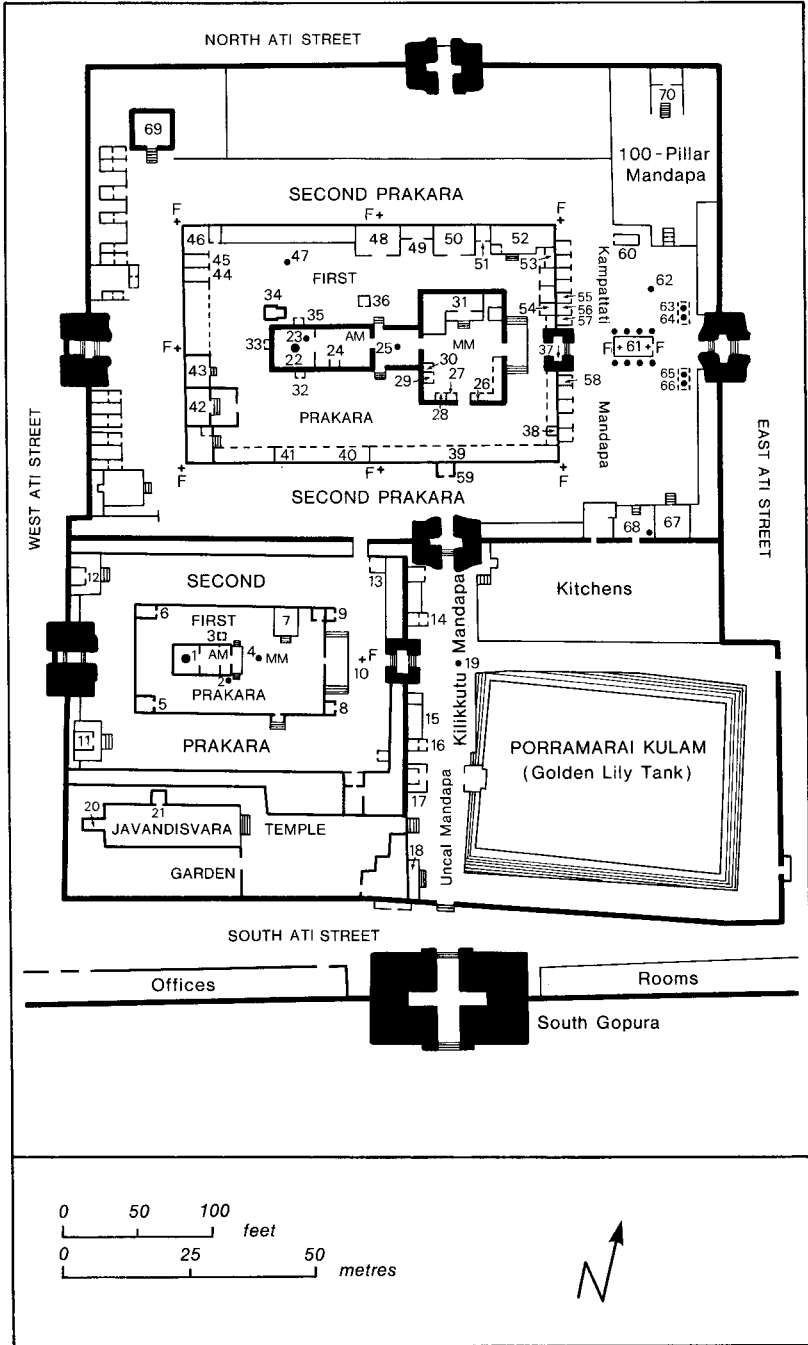 NORTH ATI STREET
70
69
100-Pillar
Mandapa
SECOND PRAKARA
F
F+
F
46
48
49
50
51
52
53
60
45
44
47
FIRST
Kampattati
62
34
35
36
31
54
55
56
57
63
64
F
33
23
22
AM
24
25
MM
30
29
27
28
26
37
F
61
F
43
32
58
65
66
42
PRAKARA
38
Mandapa
41
40
39
59
F
F
F
SECOND PRAKARA
WEST ATI STREET
EAST ATI STREET
68
67
12
SECOND
13
Kitchens
6
FIRST
7
9
14
3
1
AM
4
MM
10
F
2
PRAKARA
19
Kilikkutu Mandapa
5
8
15
11
PRAKARA
16
PORRAMARAI KULAM
(Golden Lily Tank)
17
20
21
JAVANDISVARA TEMPLE
Uncal Mandapa
18
GARDEN
SOUTH ATI STREET
Offices
Rooms
South Gopura
0 50 100
feet
0 25 50
metres
N